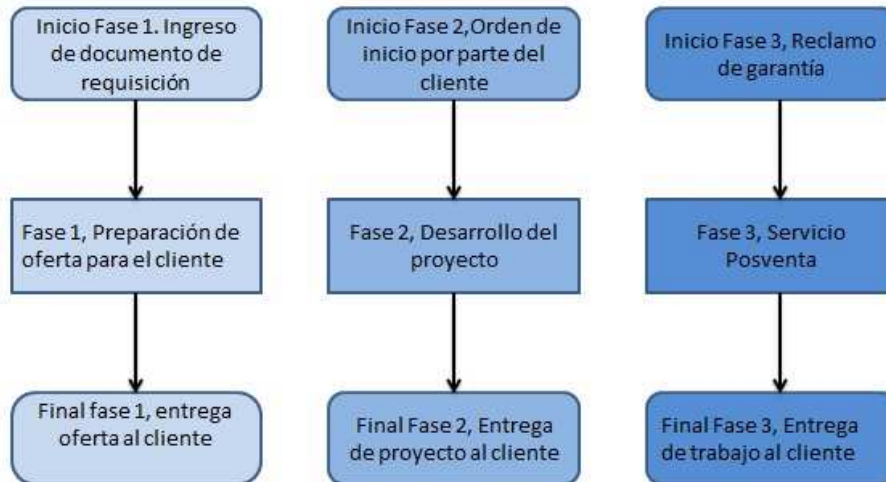 Inicio Fase 1. Ingreso
de documento de
requisición
Fase 1, Preparación de
oferta para el cliente
Final fase 1, entrega
oferta al cliente
Inicio Fase 2,Orden de
inicio por parte del
cliente
Fase 2, Desarrollo del
proyecto
Final Fase 2, Entrega
de proyecto al cliente
Inicio Fase 3, Reclamo
de garantía
Fase 3, Servicio
Posventa
Final Fase 3, Entrega
de trabajo al cliente